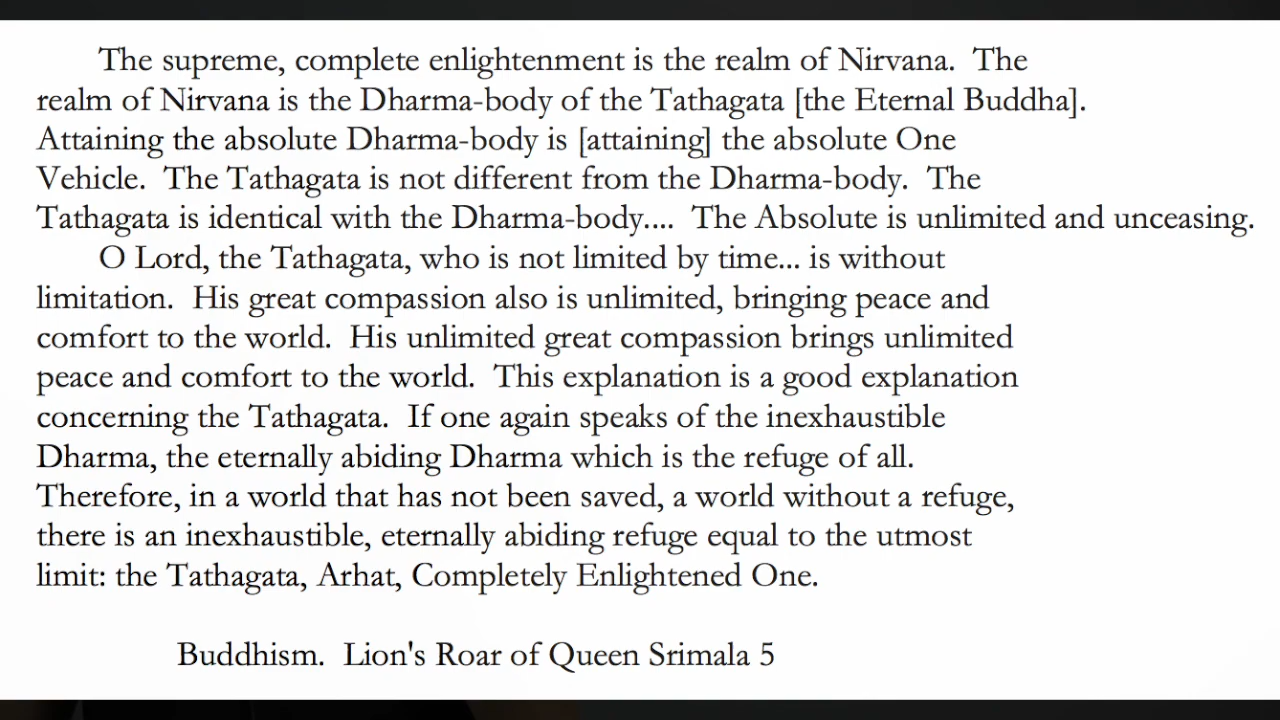 The supreme, complete enlightenment is the realm of Nirvana. The
realm of Nirvana is the Dharma-body of the Tathagata [the Eternal Buddha].
Attaining the absolute Dharma-body is [attaining] the absolute One
Vehicle. The Tathagata is not different from the Dharma-body. The
Tathagata is identical with the Dharma-body.... The Absolute is unlimited and unceasing.
O Lord, the Tathagata, who is not limited by time... is without
limitation. His great compassion also is unlimited, bringing peace and
comfort to the world. His unlimited great compassion brings unlimited
peace and comfort to the world. This explanation is a good explanation
concerning the Tathagata. If one again speaks of the inexhaustible
Dharma, the eternally abiding Dharma which is the refuge of all.
Therefore, in a world that has not been saved, a world without a refuge,
there is an inexhaustible, eternally abiding refuge equal to the utmost
limit: the Tathagata, Arhat, Completely Enlightened One.
Buddhism. Lion's Roar of Queen Srimala 5